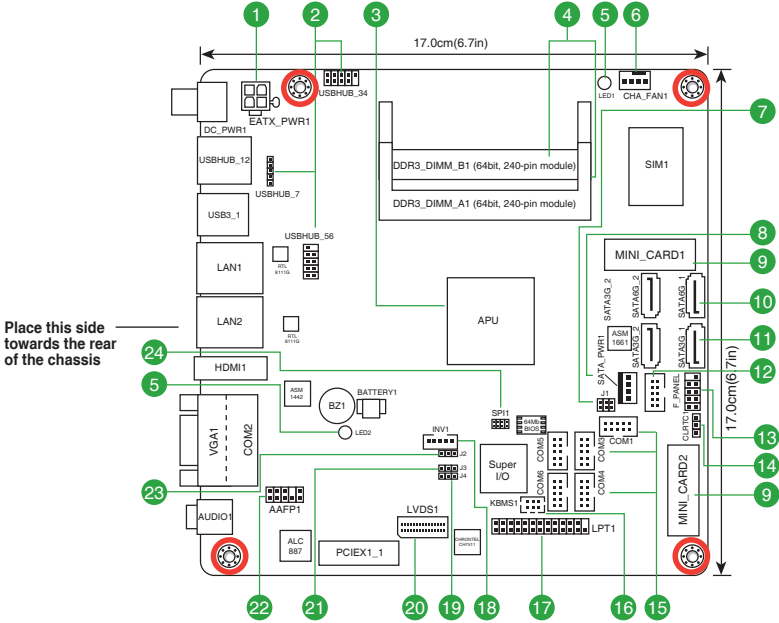 1
2
3
4
5
6
17.0cm(6.7in)
USBHUB_34
LED1
CHA_FAN1
7
DC_PWR1
EATX_PWR1
USBHUB_12
USBHUB_7
DDR3_DIMM_B1 (64bit, 240-pin module)
DDR3_DIMM_A1 (64bit, 240-pin module)
SIM1
USB3_1
USBHUB_56
8
LAN1
RTL
8111G
MINI_CARD1
9
SATA3G_2
SATA6G_2
SATA6G_1
10
Place this side
towards the rear
of the chassis
LAN2
RTL
8111G
APU
SATA_PWR1
ASM
1661
SATA3G_2
SATA3G_1
11
17.0cm(6.7in)
24
HDMI1
12
5
ASM
1442
BZ1
BATTERY1
LED2
SPI1
64Mb
BIOS
J1
F_PANEL
13
VGA1
COM2
INV1
J2
COM5
COM3
COM1
CLRTC1
14
23
J3
J4
Super
I/O
COM6
COM4
MINI_CARD2
9
AUDIO1
AAFP1
LVDS1
KBMS1
LPT1
ALC
887
PCIEX1_1
CHRONTEL
CH7511
22
21
20
19
18
17
16
15